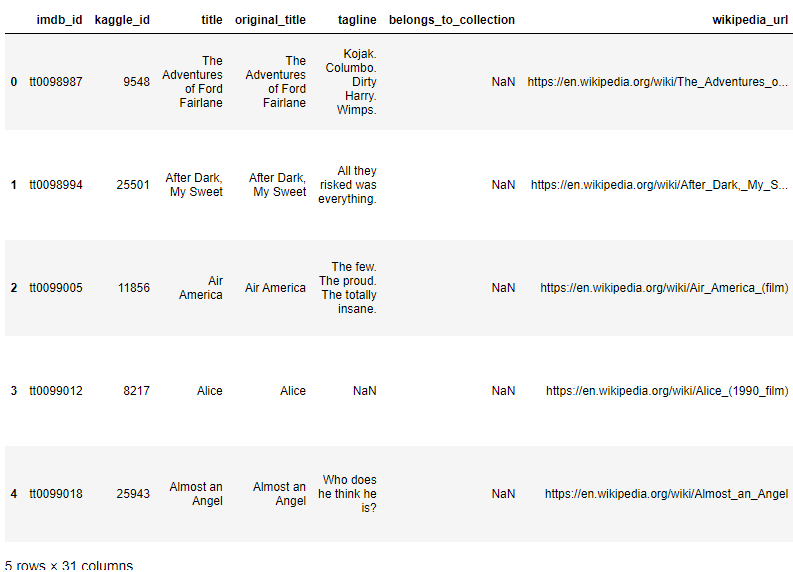 imdb_id kaggle_id title original_title tagline belongs_to_collection wikipedia_url
0 tt0098987 9548 The Adventures of Ford Fairlane The Adventures of Ford Fairlane Kojak. Columbo. Dirty Harry. Wimps. NaN https://en.wikipedia.org/wiki/The_Adventures_o...
1 tt0098994 25501 After Dark, My Sweet After Dark, My Sweet All they risked was everything. NaN https://en.wikipedia.org/wiki/After_Dark,_My_S...
2 tt0099005 11856 Air America Air America The few. The proud. The totally insane. NaN https://en.wikipedia.org/wiki/Air_America_(film)
3 tt0099012 8217 Alice Alice NaN NaN https://en.wikipedia.org/wiki/Alice_(1990_film)
4 tt0099018 25943 Almost an Angel Almost an Angel Who does he think he is? NaN https://en.wikipedia.org/wiki/Almost_an_Angel
5 rows × 31 columns